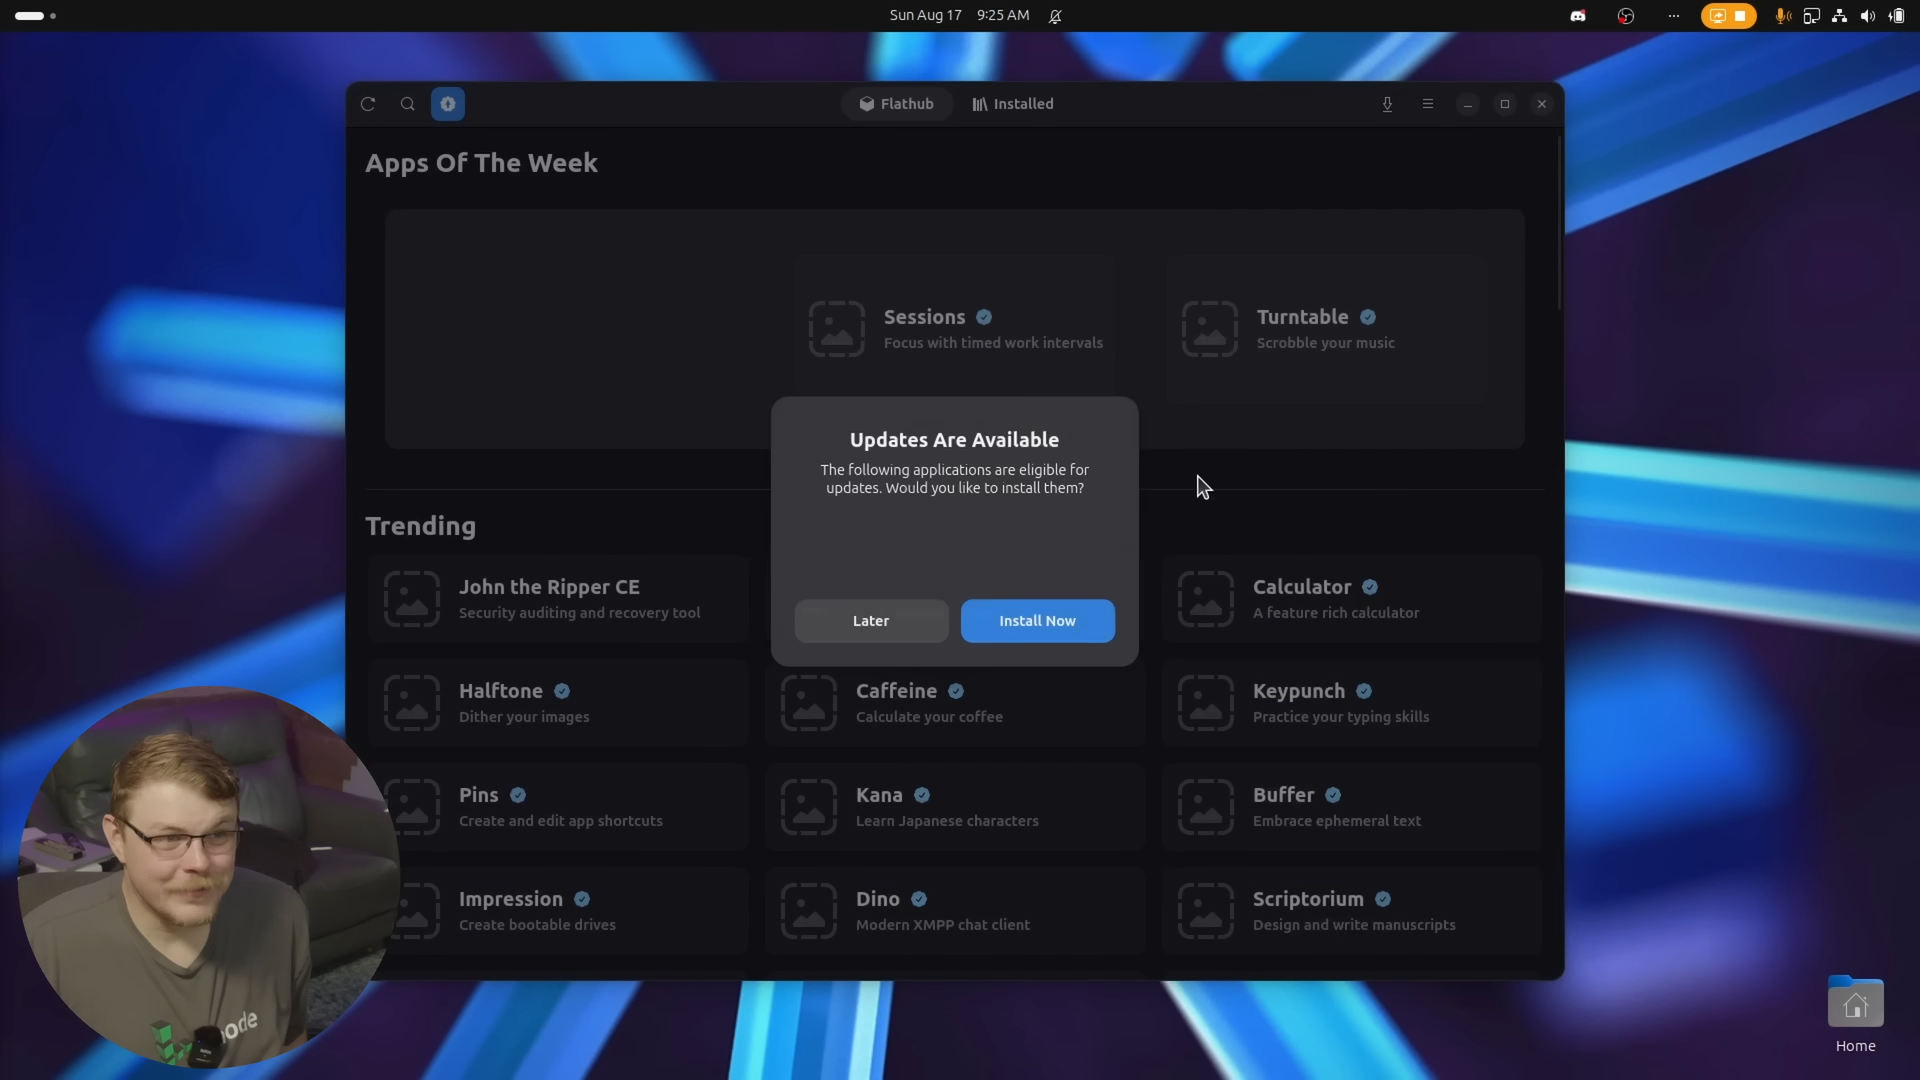 Sun Aug 17 9:25 AM
Flathub
Installed
Apps Of The Week
Sessions
Focus with timed work intervals
Turntable
Scrobble your music
Updates Are Available
The following applications are eligible for
updates. Would you like to install them?
Later
Install Now
Trending
John the Ripper CE
Security auditing and recovery tool
Calculator
A feature rich calculator
Halftone
Dither your images
Caffeine
Calculate your coffee
Keypunch
Practice your typing skills
Pins
Create and edit app shortcuts
Kana
Learn Japanese characters
Buffer
Embrace ephemeral text
Impression
Create bootable drives
Dino
Modern XMPP chat client
Scriptorium
Design and write manuscripts
Home